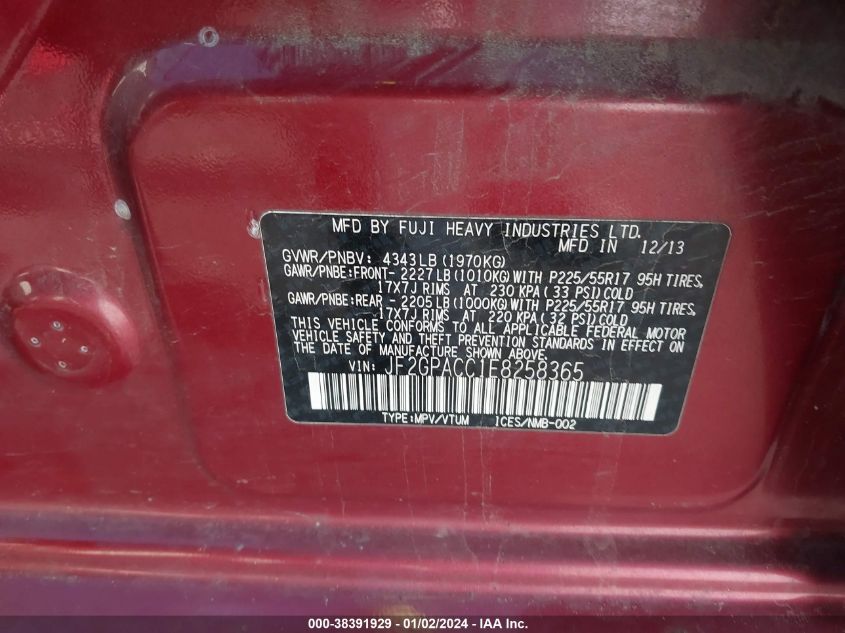 MFD BY FUJI HEAVY INDUSTRIES LTD.
MFD IN 12/13
GVWR/PNBV: 4343LB(1970KG)
GAWR/PNBE:FRONT- 2227LB(1010KG)WITH P225/55R17 95H TIRES,
17X7J RIMS AT 230 KPA(33 PSI)COLD
GAWR/PNBE:REAR - 2205LB(1000KG)WITH P225/55R17 95H TIRES,
17X7J RIMS AT 220 KPA(32 PSI)COLD
THIS VEHICLE CONFORMS TO ALL APPLICABLE FEDERAL MOTOR
VEHICLE SAFETY AND THEFT PREVENTION STANDARDS IN EFFECT ON
THE DATE OF MANUFACTURE SHOWN ABOVE.
VIN: JF2GPACC1E8258365
TYPE:MPV/VTUM ICES/NMB-002
000-38391929 - 01/02/2024 - IAA Inc.